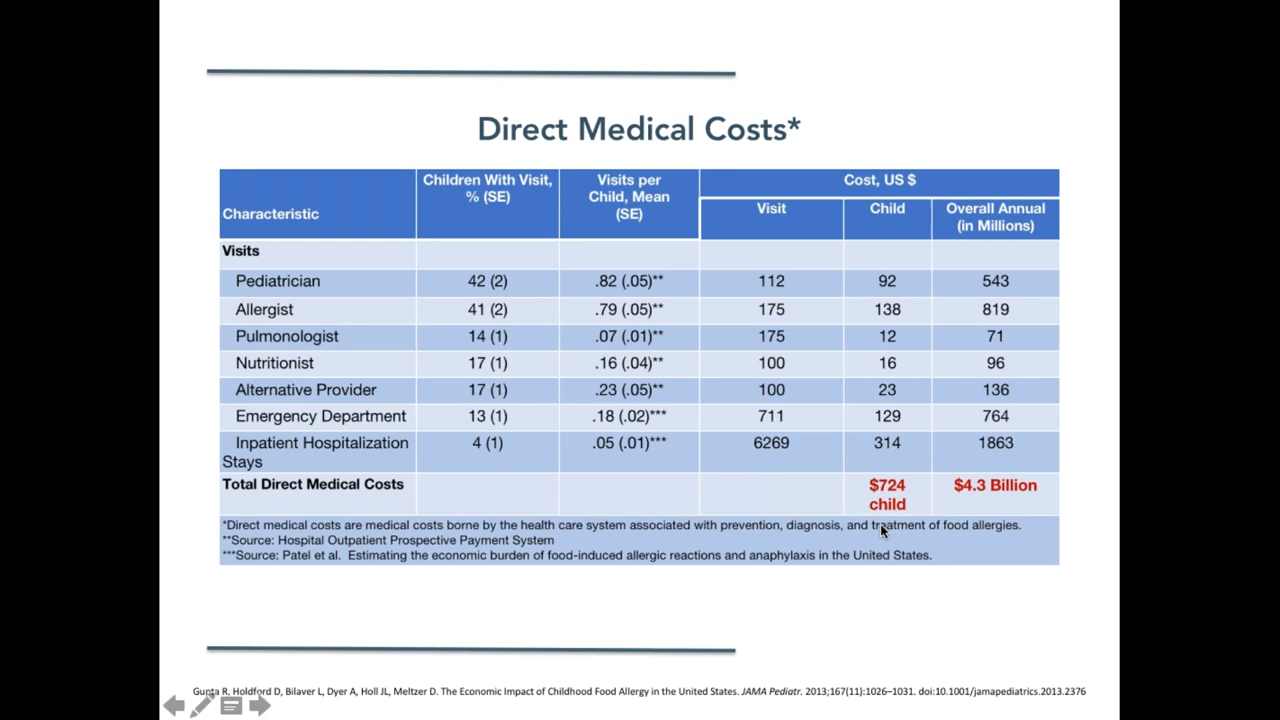 Direct Medical Costs*
Characteristic
Children With Visit,
% (SE)
Visits per
Child, Mean
(SE)
Cost, US $
Visit
Child
Overall Annual
(in Millions)
Visits
Pediatrician 42 (2) .82 (.05)** 112 92 543
Allergist 41 (2) .79 (.05)** 175 138 819
Pulmonologist 14 (1) .07 (.01)** 175 12 71
Nutritionist 17 (1) .16 (.04)** 100 16 96
Alternative Provider 17 (1) .23 (.05)** 100 23 136
Emergency Department 13 (1) .18 (.02)*** 711 129 764
Inpatient Hospitalization 4 (1) .05 (.01)*** 6269 314 1863
Stays
Total Direct Medical Costs $724 $4.3 Billion
child
*Direct medical costs are medical costs borne by the health care system associated with prevention, diagnosis, and treatment of food allergies.
**Source: Hospital Outpatient Prospective Payment System
***Source: Patel et al. Estimating the economic burden of food-induced allergic reactions and anaphylaxis in the United States.
Gupta R, Holdford D, Bilaver L, Dyer A, Holl JL, Meltzer D. The Economic Impact of Childhood Food Allergy in the United States. JAMA Pediatr. 2013;167(11):1026–1031. doi:10.1001/jamapediatrics.2013.2376